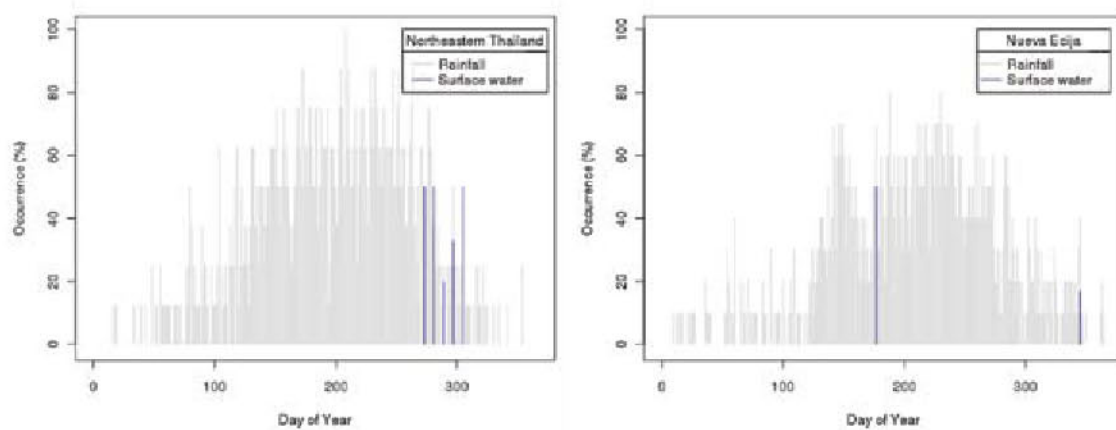 Northeastern Thailand
Rainfall
Surface water
Occurrence (%)
0
20
40
60
80
100
0
100
200
300
Day of Year
Nueva Ecija
Rainfall
Surface water
Occurrence (%)
0
20
40
60
80
100
0
100
200
300
Day of Year